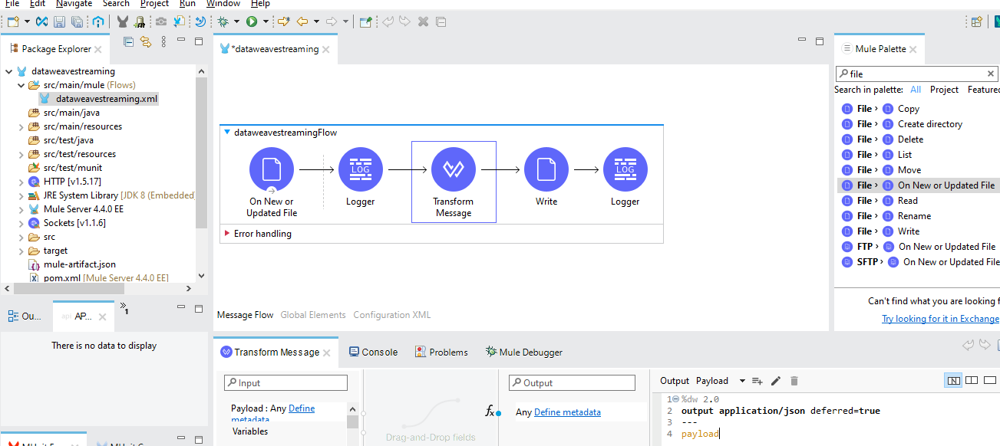 File Edit Navigate Search Project Run Window Help
Package Explorer
dataweavestreaming
src/main/mule (Flows)
dataweavestreaming.xml
src/main/java
src/main/resources
src/test/java
src/test/resources
src/test/munit
HTTP [v1.5.17]
JRE System Library [JDK 8 (Embedded)
Mule Server 4.4.0 EE
Sockets [v1.1.6]
src
target
mule-artifact.json
pom.xml [Mule Server 4.4.0 EE]
Ou...
api AP...
1
There is no data to display
*dataweavestreaming
dataweavestreamingFlow
LOG
LOG
On New or Updated File
Logger
Transform Message
Write
Logger
Error handling
Message Flow Global Elements Configuration XML
Mule Palette
file
Search in palette: All Project Featured
File > Copy
File > Create directory
File > Delete
File > List
File > Move
File > On New or Updated File
File > Read
File > Rename
File > Write
FTP > On New or Updated File
SFTP > On New or Updated File
Can't find what you are looking f
Try looking for it in Exchange
Transform Message Console Problems Mule Debugger
Input
Payload : Any Define metadata
Variables
Drag-and-Drop fields
fx
Output
Any Define metadata
Output Payload
1 %dw 2.0
2 output application/json deferred=true
3 ---
4 payload